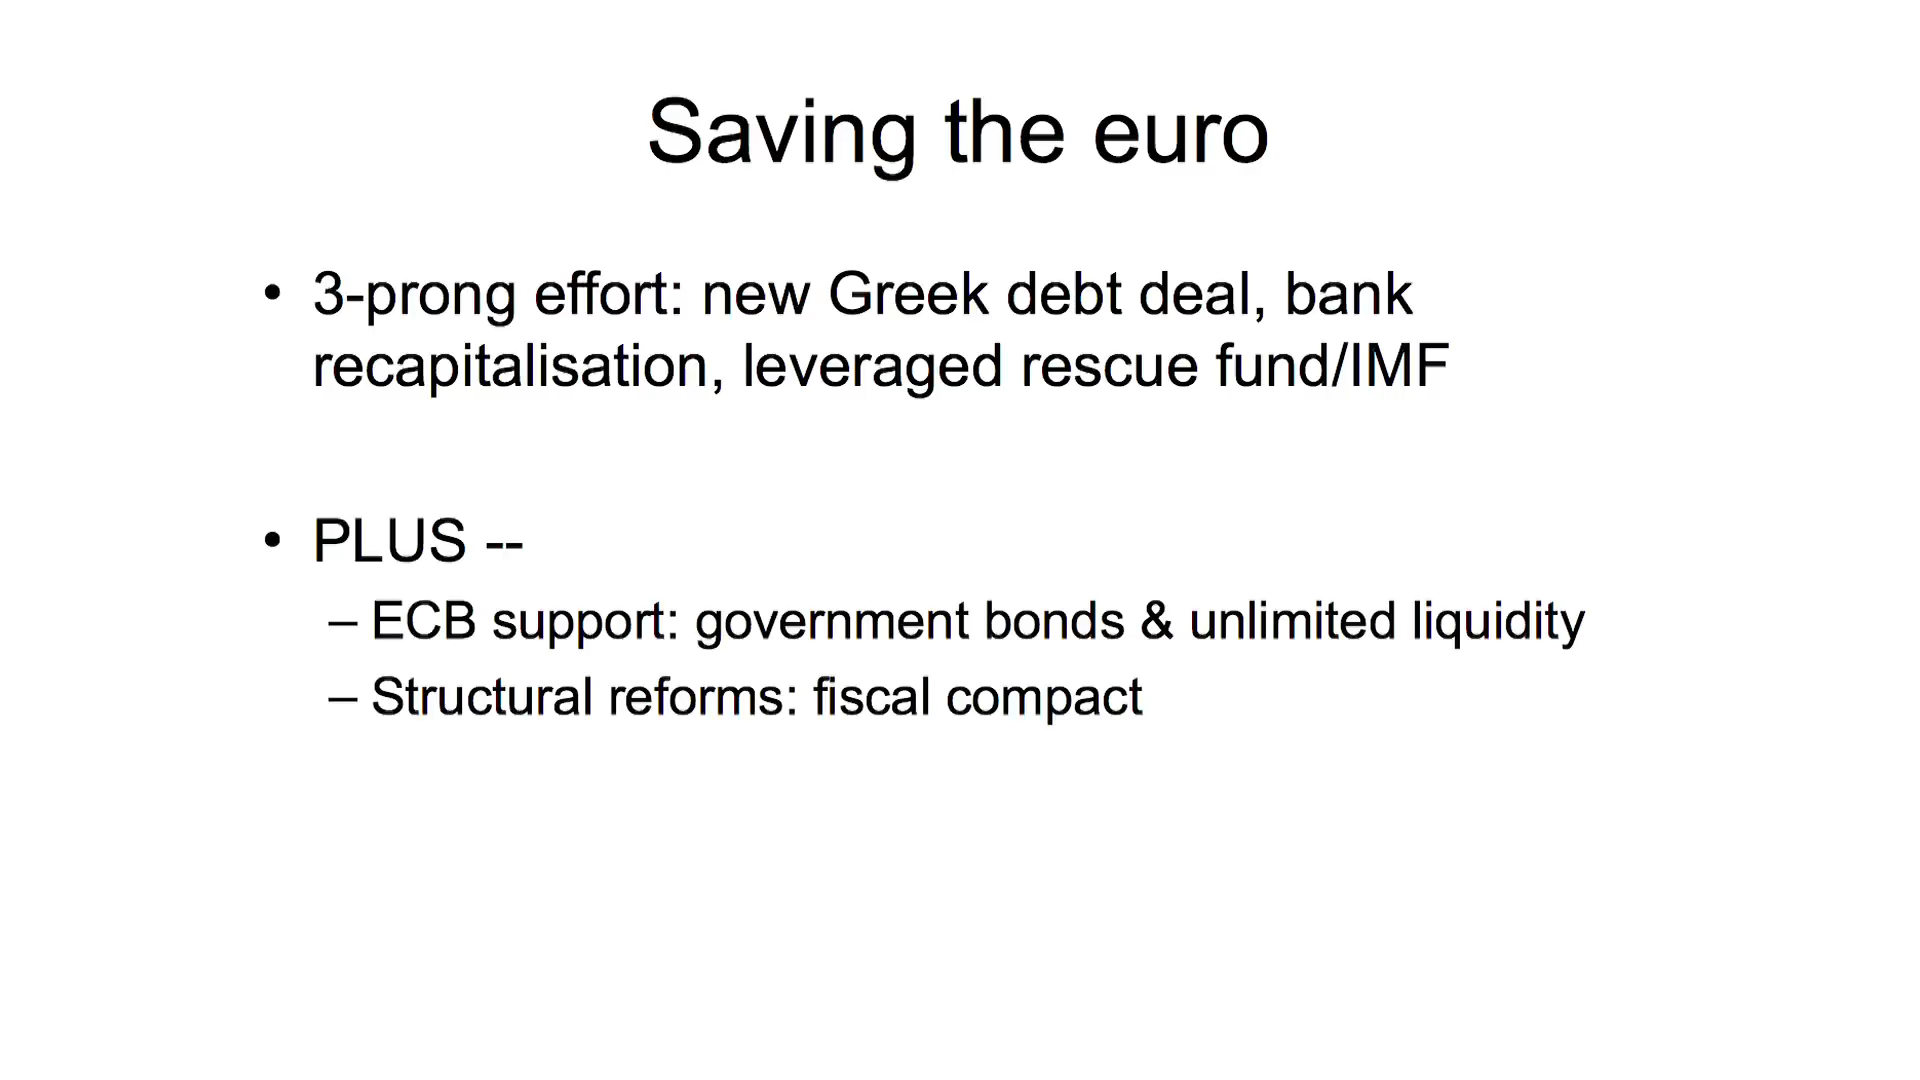 Saving the euro
• 3-prong effort: new Greek debt deal, bank
recapitalisation, leveraged rescue fund/IMF
• PLUS --
– ECB support: government bonds & unlimited liquidity
– Structural reforms: fiscal compact